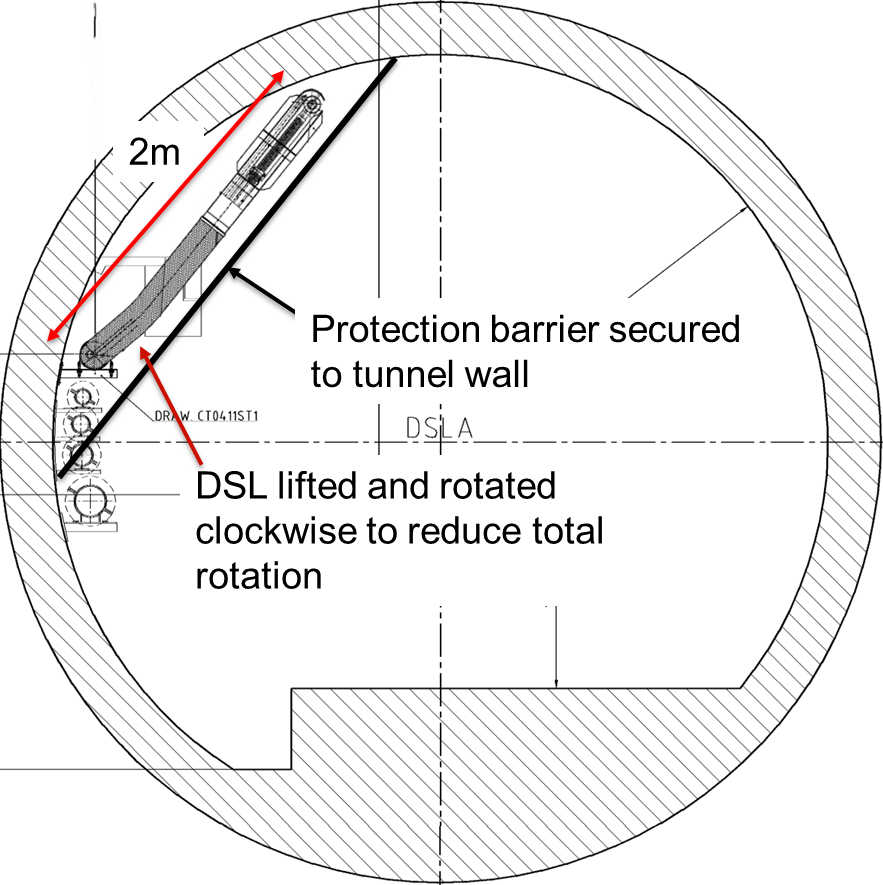 2m
Protection barrier secured
to tunnel wall
DRAW. CT0411ST1
DSLA
DSL lifted and rotated
clockwise to reduce total
rotation